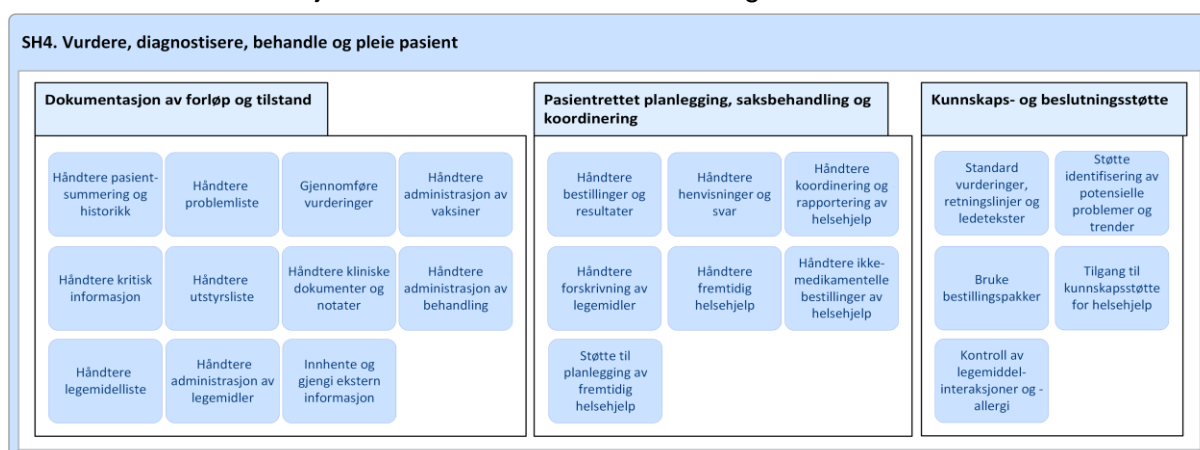 SH4. Vurdere, diagnostisere, behandle og pleie pasient
Dokumentasjon av forløp og tilstand
Håndtere pasient-
summering og
historikk
Håndtere
problemliste
Gjennomføre
vurderinger
Håndtere
administrasjon av
vaksiner
Håndtere kritisk
informasjon
Håndtere
utstyrsliste
Håndtere kliniske
dokumenter og
notater
Håndtere
administrasjon av
behandling
Håndtere
legemidelliste
Håndtere
administrasjon av
legemidler
Innhente og
gjengi ekstern
informasjon
Pasientrettet planlegging, saksbehandling og
koordinering
Håndtere
bestillinger og
resultater
Håndtere
henvisninger og
svar
Håndtere
koordinering og
rapportering av
helsehjelp
Håndtere
forskrivning av
legemidler
Håndtere
fremtidig
helsehjelp
Håndtere ikke-
medikamentelle
bestillinger av
helsehjelp
Støtte til
planlegging av
fremtidig
helsehjelp
Kunnskaps- og beslutningsstøtte
Standard
vurderinger,
retningslinjer og
ledetekster
Støtte
identifisering av
potensielle
problemer og
trender
Bruke
bestillingspakker
Tilgang til
kunnskapsstøtte
for helsehjelp
Kontroll av
legemiddel-
interaksjoner og -
allergi